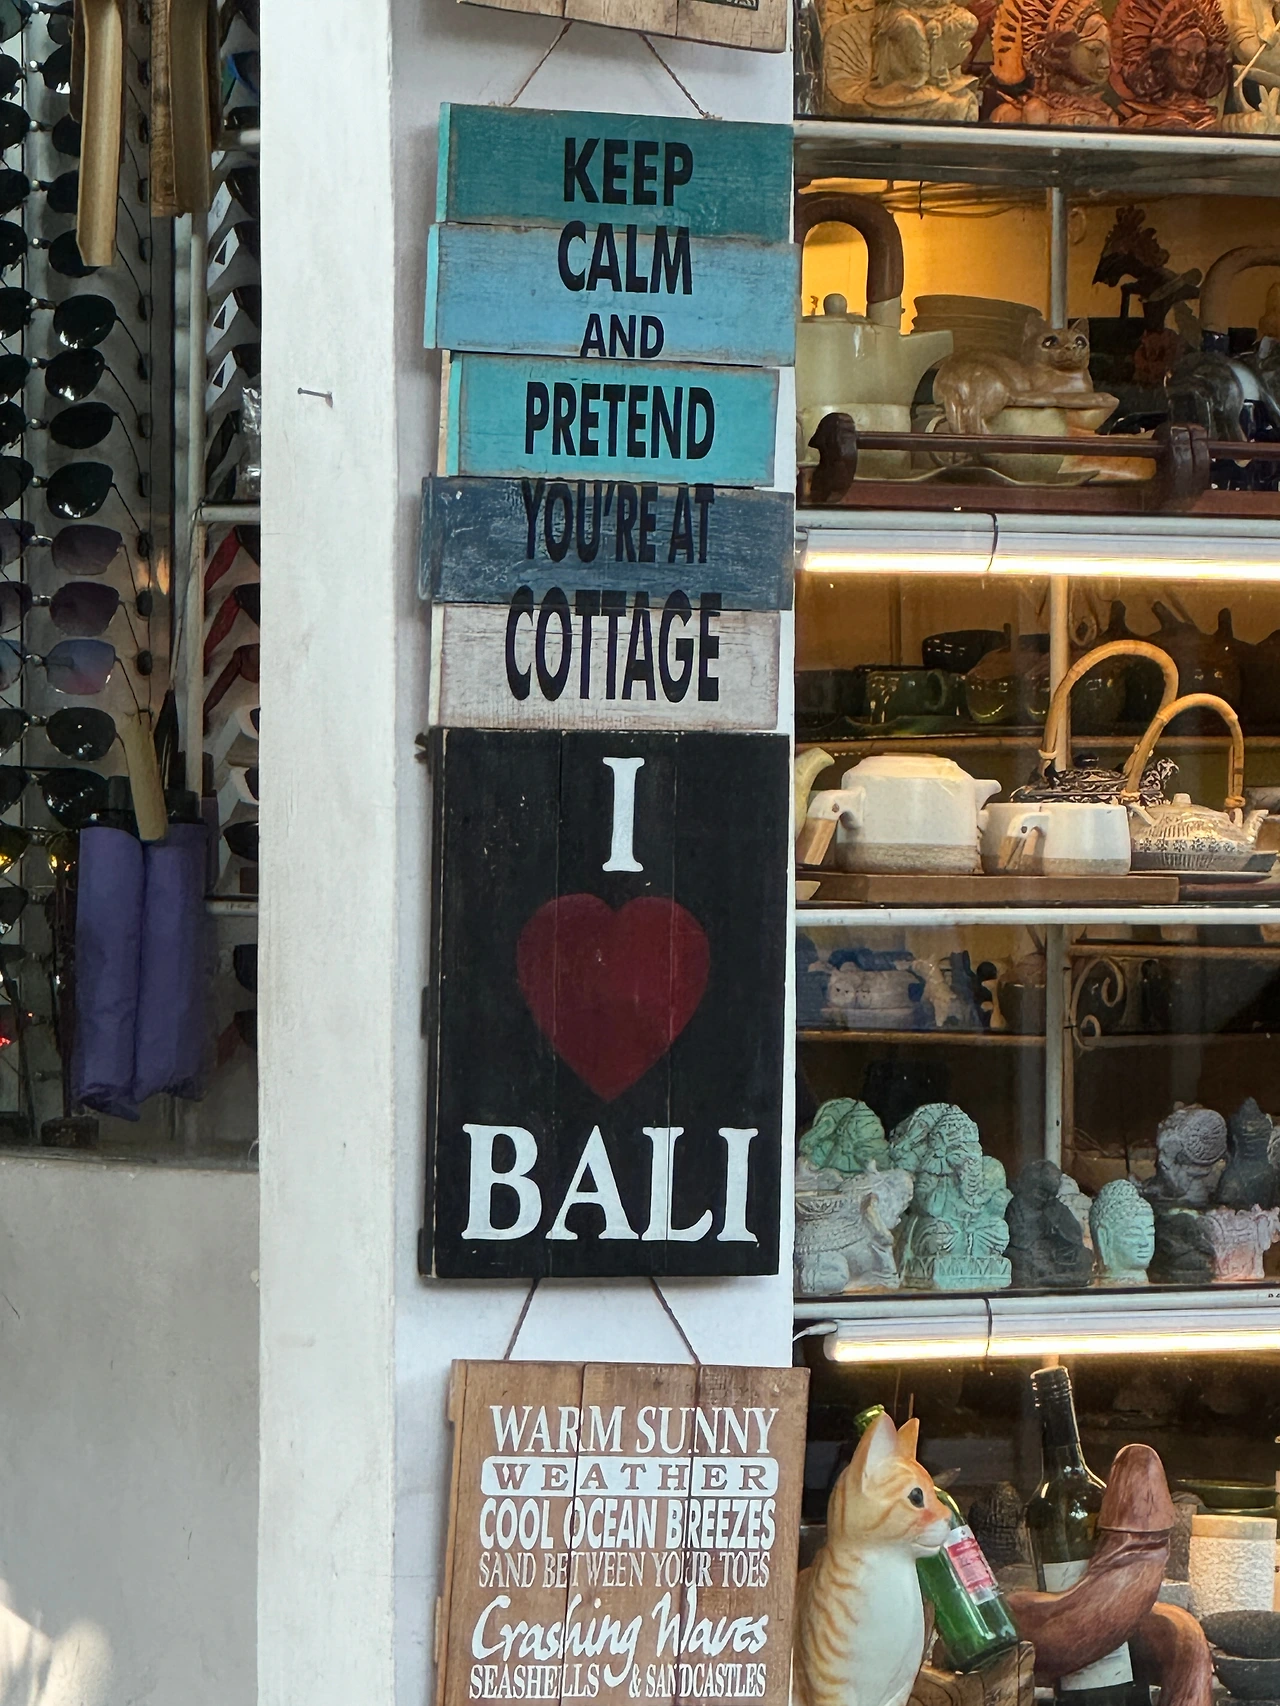 KEEP
CALM
AND
PRETEND
YOU'RE AT
COTTAGE
I
BALI
WARM SUNNY
WEATHER
COOL OCEAN BREEZES
SAND BETWEEN YOUR TOES
Crashing Waves
SEASHELLS & SANDCASTLES